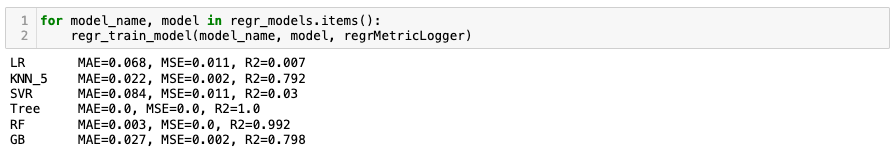 1 for model_name, model in regr_models.items():
2     regr_train_model(model_name, model, regrMetricLogger)
LR       MAE=0.068, MSE=0.011, R2=0.007
KNN_5    MAE=0.022, MSE=0.002, R2=0.792
SVR      MAE=0.084, MSE=0.011, R2=0.03
Tree     MAE=0.0, MSE=0.0, R2=1.0
RF       MAE=0.003, MSE=0.0, R2=0.992
GB       MAE=0.027, MSE=0.002, R2=0.798